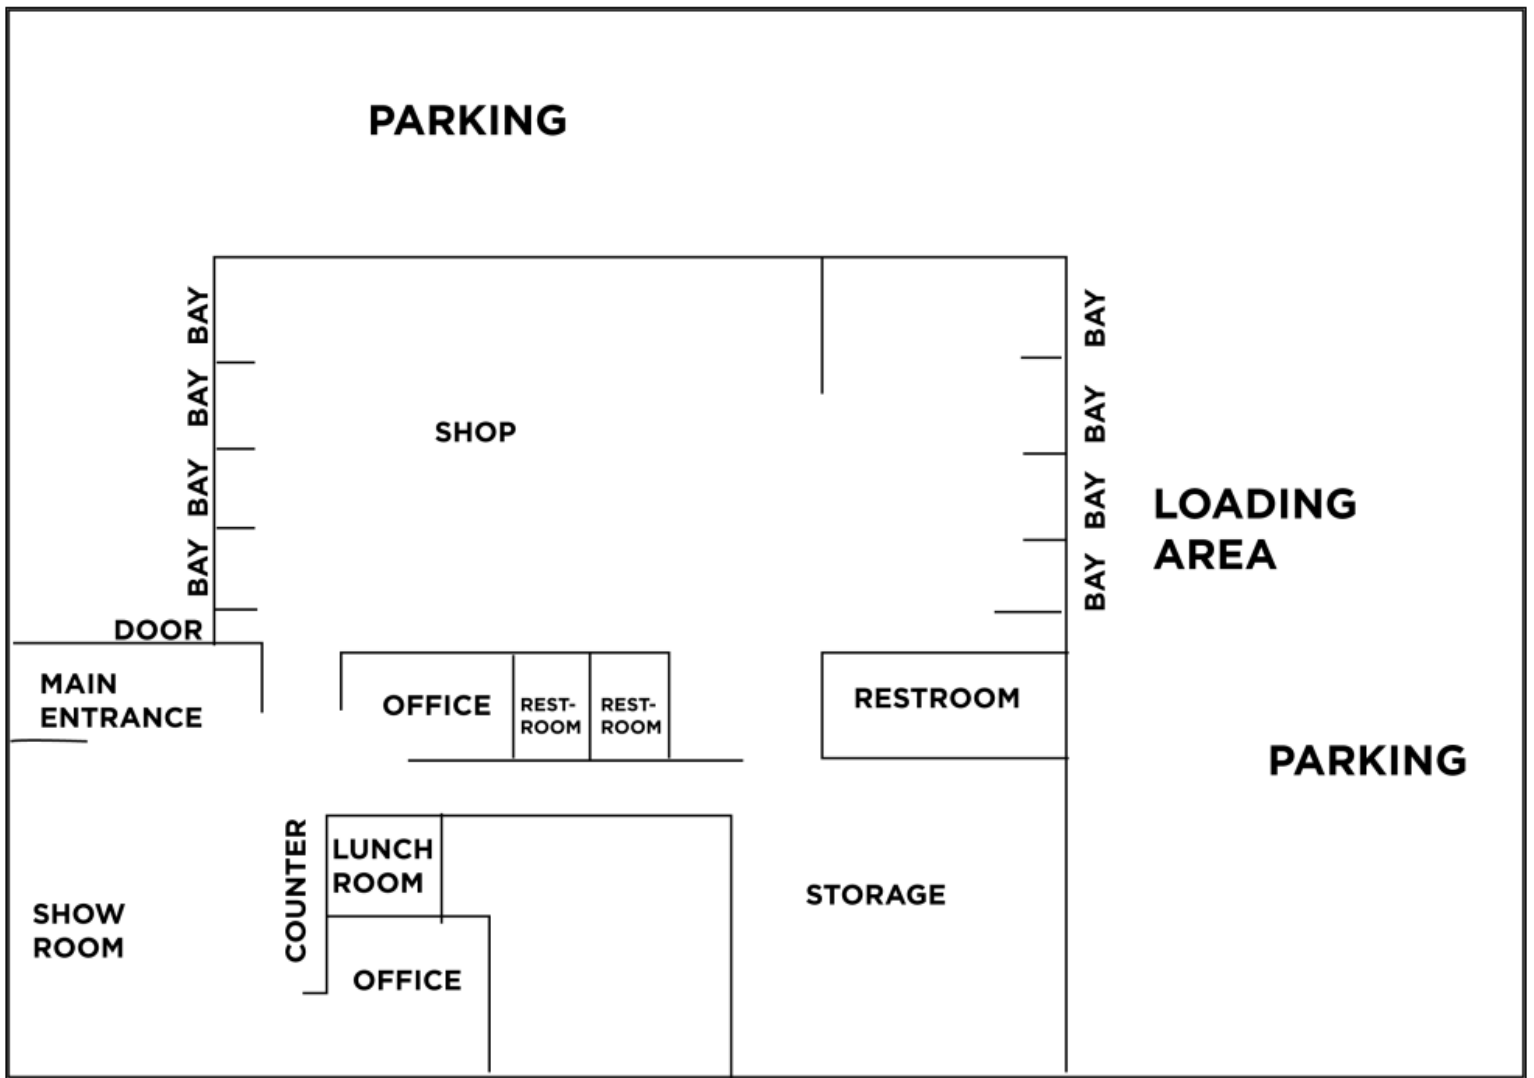 PARKING
BAY
BAY
BAY
BAY
SHOP
BAY
BAY
BAY
BAY
LOADING
AREA
DOOR
MAIN
ENTRANCE
OFFICE
REST-
ROOM
REST-
ROOM
RESTROOM
PARKING
COUNTER
LUNCH
ROOM
STORAGE
SHOW
ROOM
OFFICE